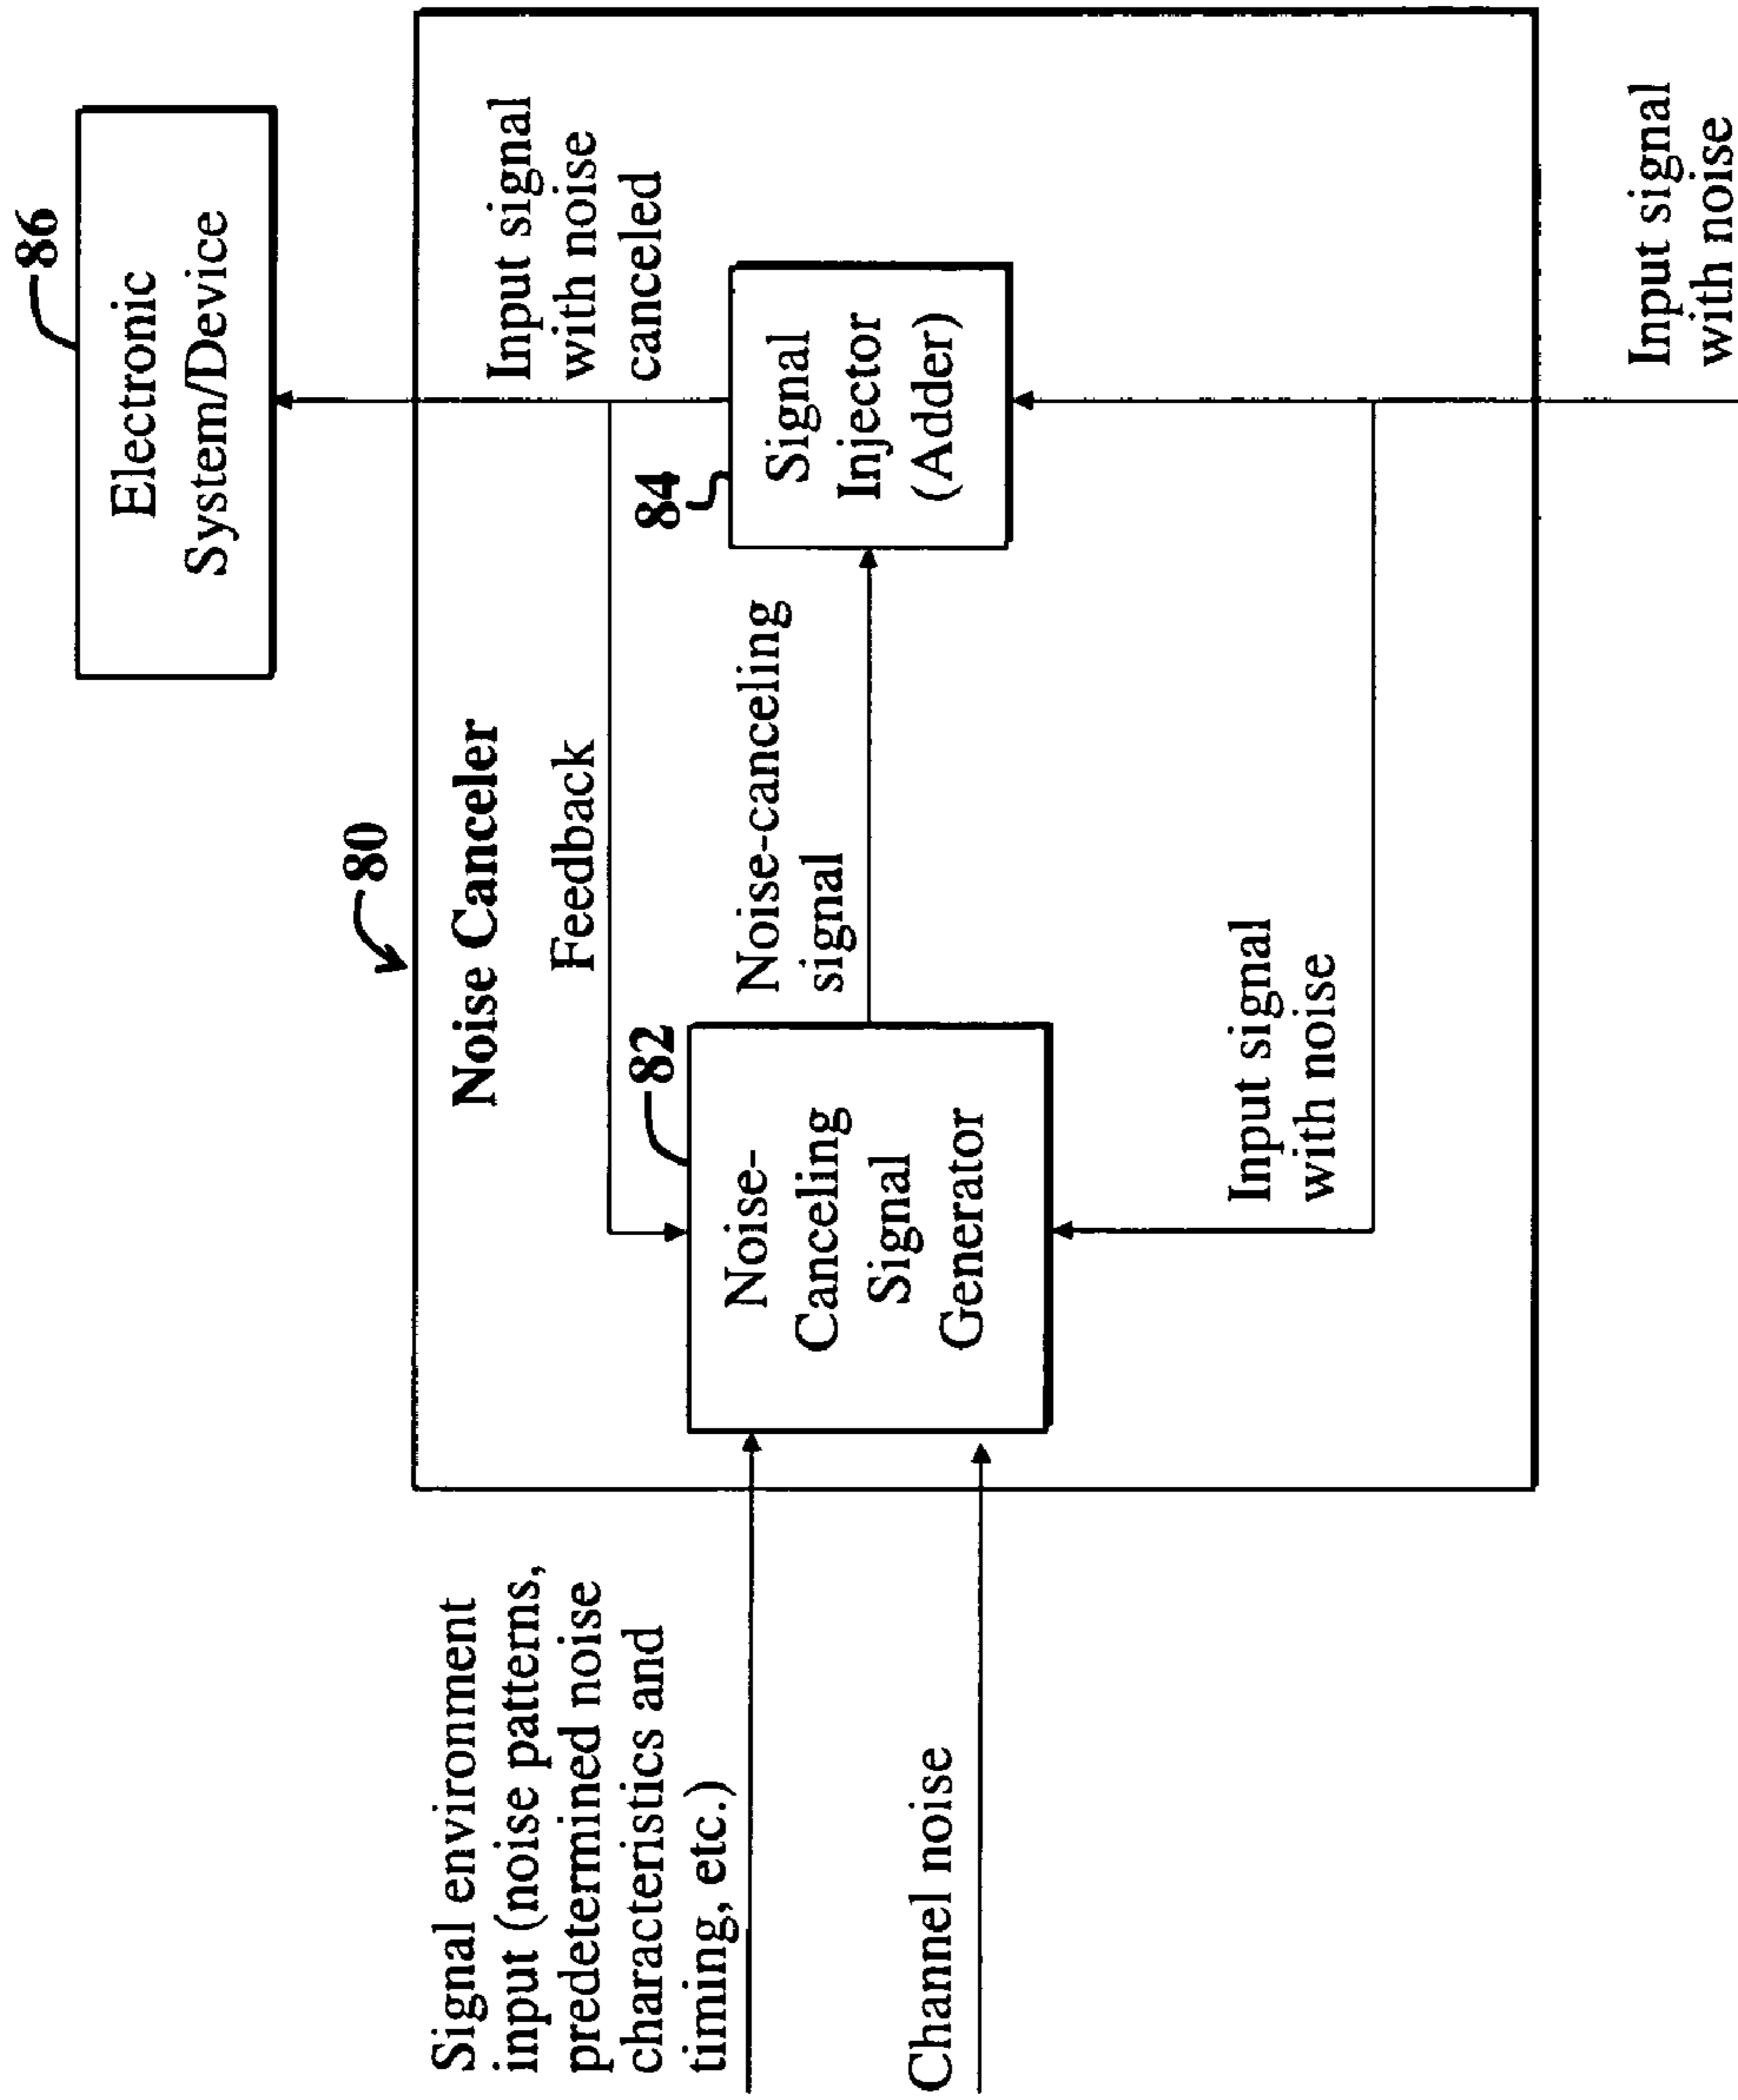 86
Electronic
System/Device
80
Noise Canceler
Input signal
with noise
canceled
Feedback
84
Signal
Injector
(Adder)
82
Noise-
Canceling
Signal
Generator
Noise-canceling
signal
Signal environment
input (noise patterns,
predetermined noise
characteristics and
timing, etc.)
Channel noise
Input signal
with noise
Input signal
with noise